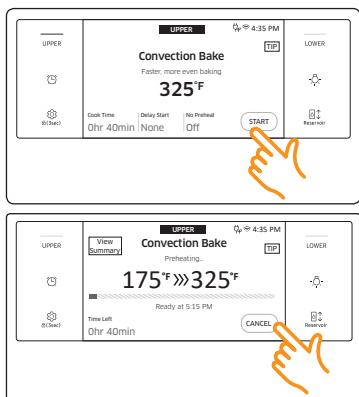 UPPER
4:35 PM
UPPER
TIP
LOWER
Convection Bake
Faster, more even baking
325°F
Cook Time
Delay Start
No Preheat
0hr 40min
None
Off
START
(3sec)
Reservoir
UPPER
4:35 PM
UPPER
View
Summary
Convection Bake
TIP
LOWER
Preheating..
175°F»»325°F
Ready at 5:15 PM
Time Left
0hr 40min
CANCEL
(3sec)
Reservoir